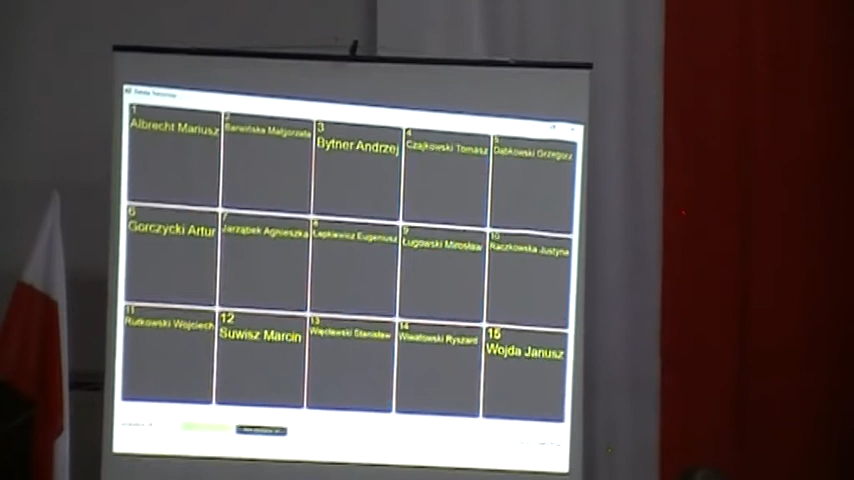 1
Albrecht Mariusz
2
Barwińska Małgorzata
3
Bytner Andrzej
4
Czajkowski Tomasz
5
Dąbkowski Grzegorz
6
Gorczycki Artur
7
Jarząbek Agnieszka
8
Łapkiewicz Eugeniusz
9
Ługowski Mirosław
10
Raczkowska Justyna
11
Rutkowski Wojciech
12
Suwisz Marcin
13
Więcławski Stanisław
14
Wiwatowski Ryszard
15
Wojda Janusz